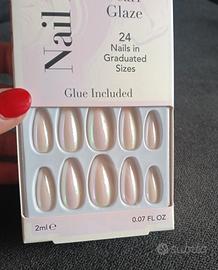 Nail
Glaze
24
Nails in
Graduated
Sizes
Glue Included
2ml ℮
0.07 FL OZ
subito